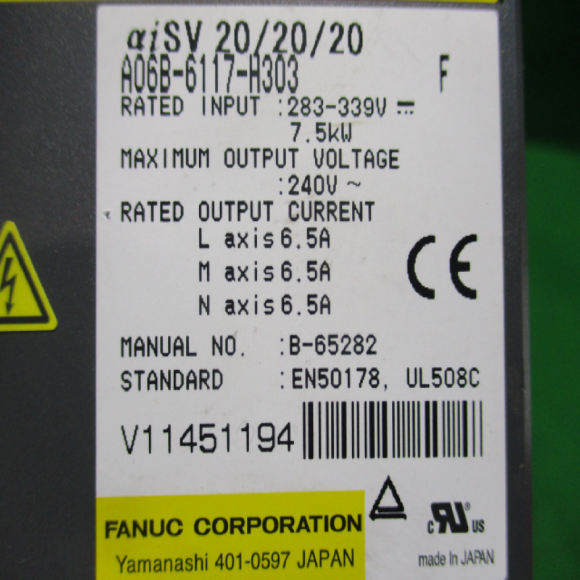 αiSV 20/20/20
A06B-6117-H303 F
RATED INPUT :283-339V ⎓
7.5kW
MAXIMUM OUTPUT VOLTAGE
:240V ~
RATED OUTPUT CURRENT
L axis 6.5A
M axis 6.5A
N axis 6.5A
CE
MANUAL NO. :B-65282
STANDARD :EN50178, UL508C
V11451194
FANUC CORPORATION
Yamanashi 401-0597 JAPAN
c RU US
made In JAPAN